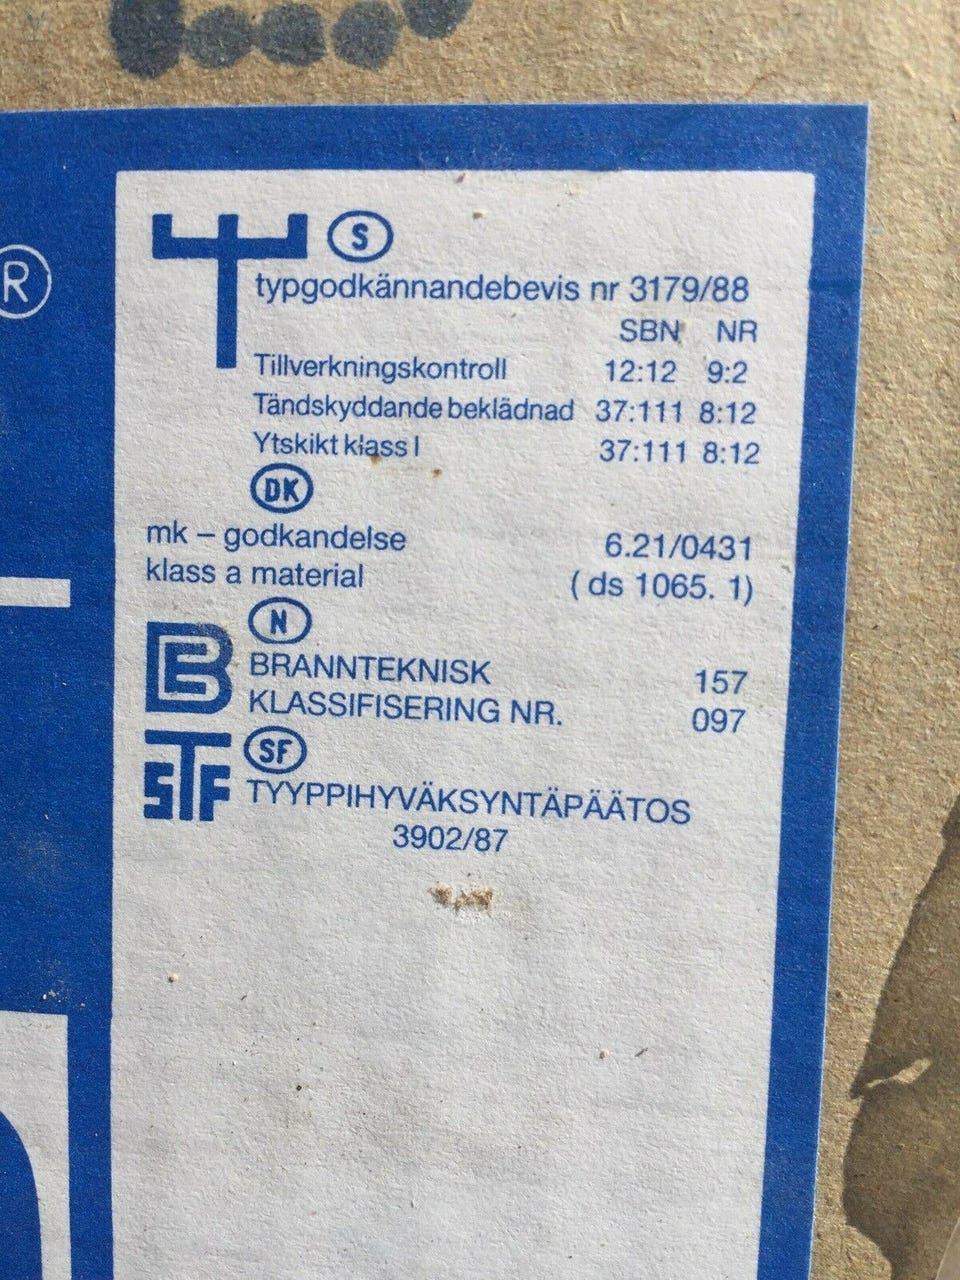 R
S
typgodkännandebevis nr 3179/88
SBN NR
Tillverkningskontroll 12:12 9:2
Tändskyddande beklädnad 37:111 8:12
Ytskikt klass I 37:111 8:12
DK
mk – godkandelse 6.21/0431
klass a material ( ds 1065. 1)
N
B
BRANNTEKNISK 157
KLASSIFISERING NR. 097
STF
SF
TYYPPIHYVÄKSYNTÄPÄÄTOS
3902/87